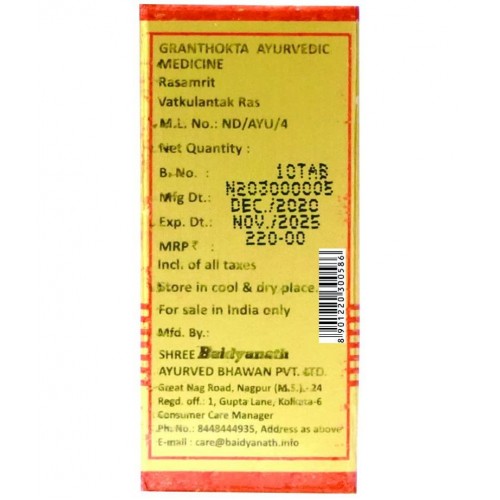 GRANTHOKTA AYURVEDIC
MEDICINE
Rasamrit
Vatkulantak Ras
M.L. No.: ND/AYU/4
Net Quantity : 10TAB
B. No. : N203000005
Mfg Dt.: DEC./2020
Exp. Dt.: NOV./2025
MRP ₹ : 220-00
Incl. of all taxes
Store in cool & dry place.
For sale in India only
Mfd. By.:
SHREE Baidyanath
AYURVED BHAWAN PVT. LTD.
Great Nag Road, Nagpur (M.S.)- 24
Regd. off. : 1, Gupta Lane, Kolkata-6
Consumer Care Manager
Ph. No.: 8448444935, Address as above
E-mail : care@baidyanath.info
8901220300586